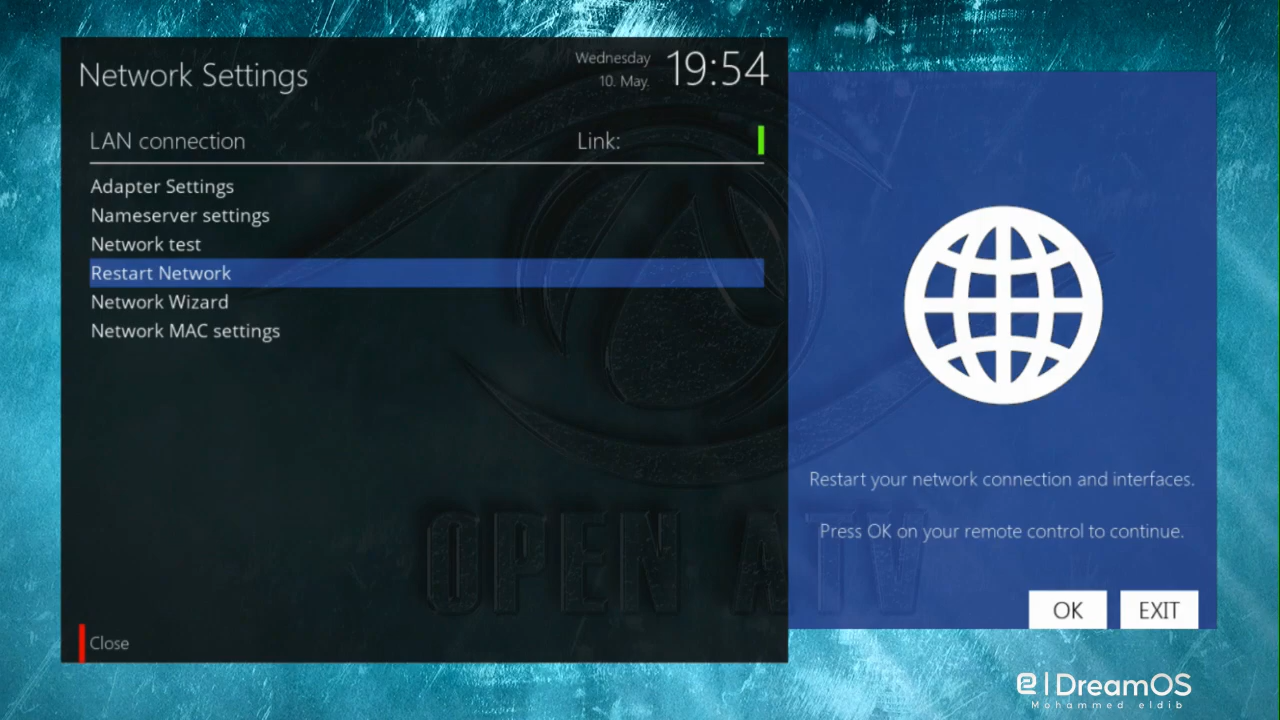 Network Settings
Wednesday
10. May.
19:54
LAN connection
Link:
Adapter Settings
Nameserver settings
Network test
Restart Network
Network Wizard
Network MAC settings
OPEN ATV
Restart your network connection and interfaces.
Press OK on your remote control to continue.
OK
EXIT
Close
DreamOS
Mohammed eldib